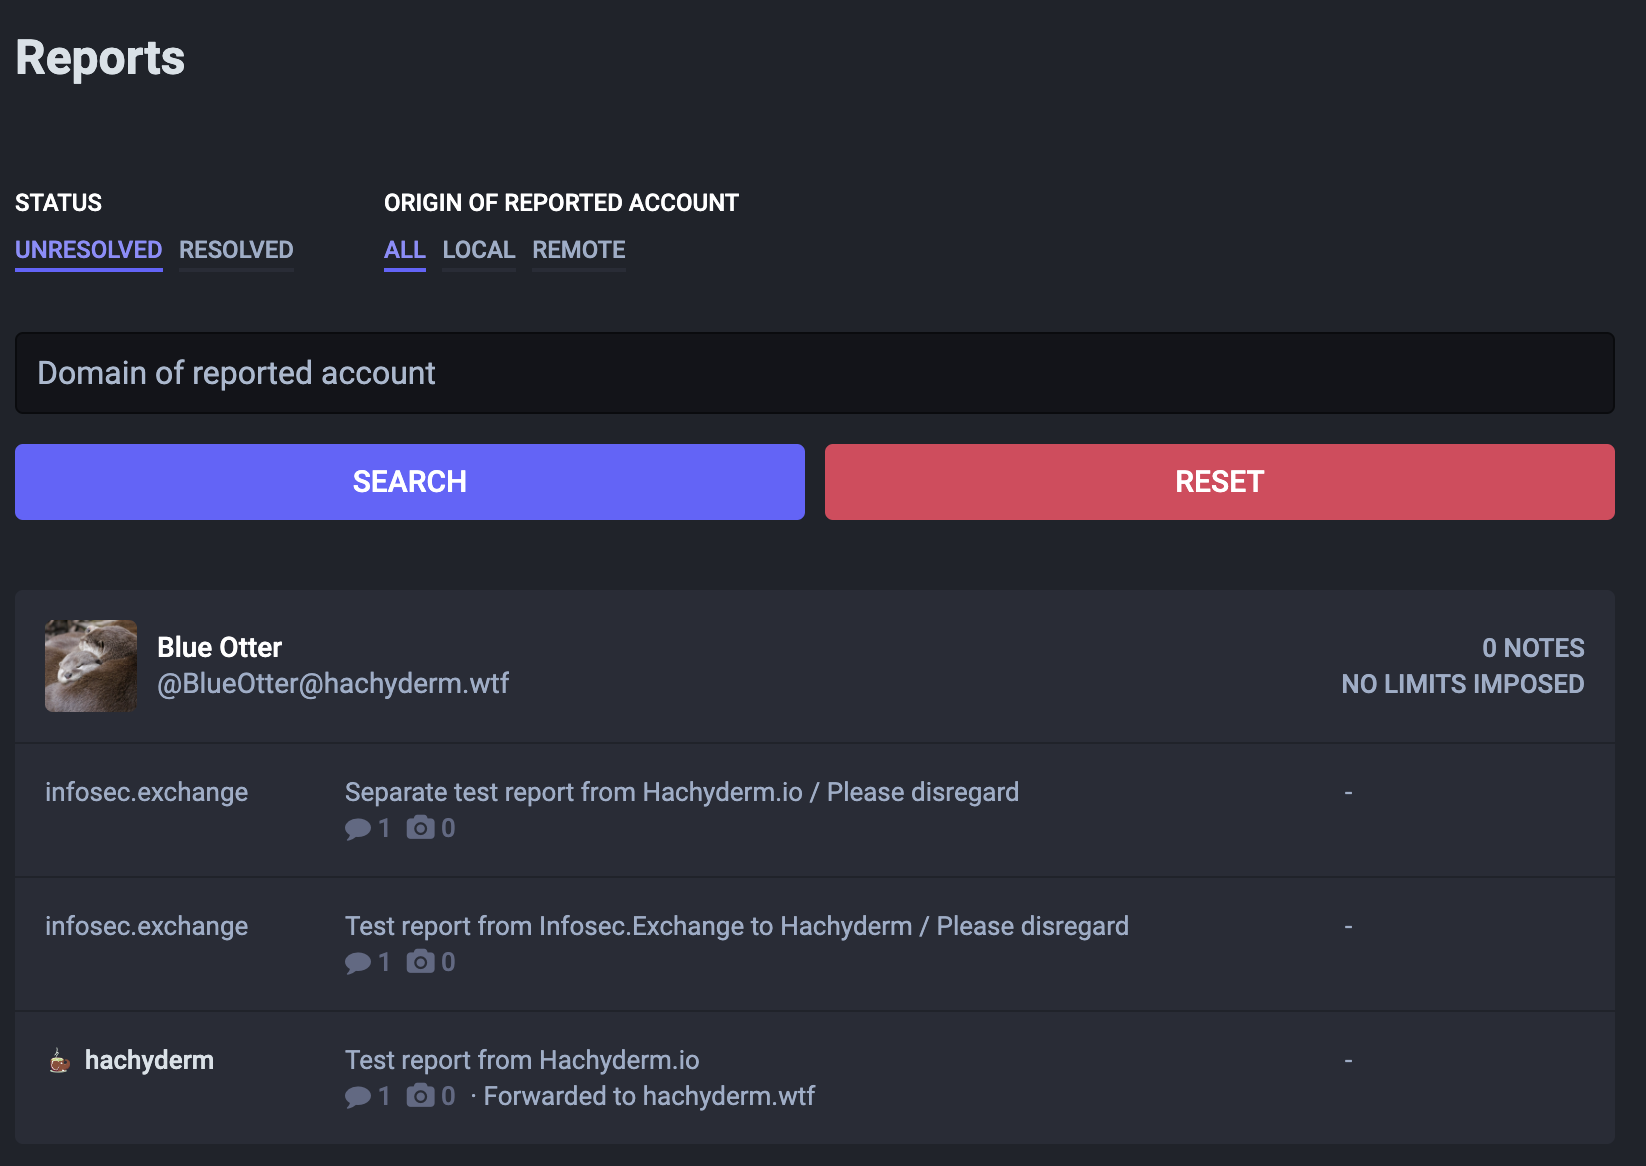 Reports
STATUS
UNRESOLVED RESOLVED
ORIGIN OF REPORTED ACCOUNT
ALL LOCAL REMOTE
Domain of reported account
SEARCH
RESET
Blue Otter
@BlueOtter@hachyderm.wtf
0 NOTES
NO LIMITS IMPOSED
infosec.exchange
Separate test report from Hachyderm.io / Please disregard
1 0
-
infosec.exchange
Test report from Infosec.Exchange to Hachyderm / Please disregard
1 0
-
hachyderm
Test report from Hachyderm.io
1 0 · Forwarded to hachyderm.wtf
-